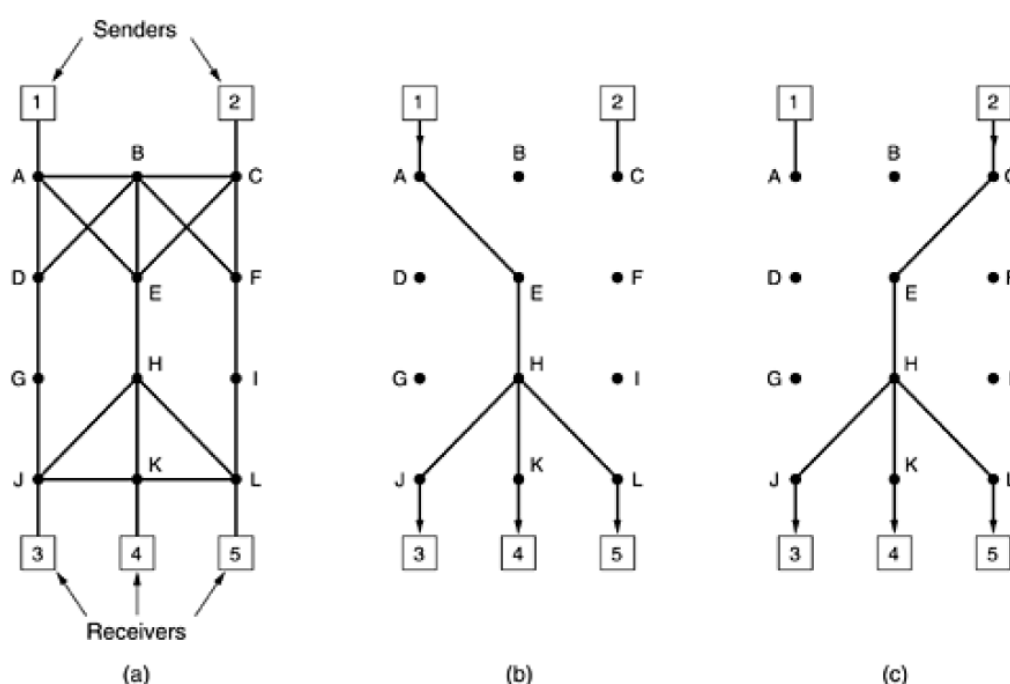 Senders
1 2 1 2 1 2
B B B
A C A C A
D E F D E F D E
G H I G H I G H
J K L J K L J K
3 4 5 3 4 5 3 4 5
Receivers
(a) (b) (c)